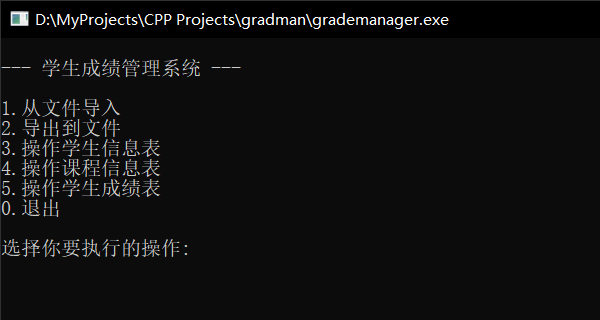 D:\MyProjects\CPP Projects\gradman\grademanager.exe
--- 学生成绩管理系统 ---
1.从文件导入
2.导出到文件
3.操作学生信息表
4.操作课程信息表
5.操作学生成绩表
0.退出
选择你要执行的操作: